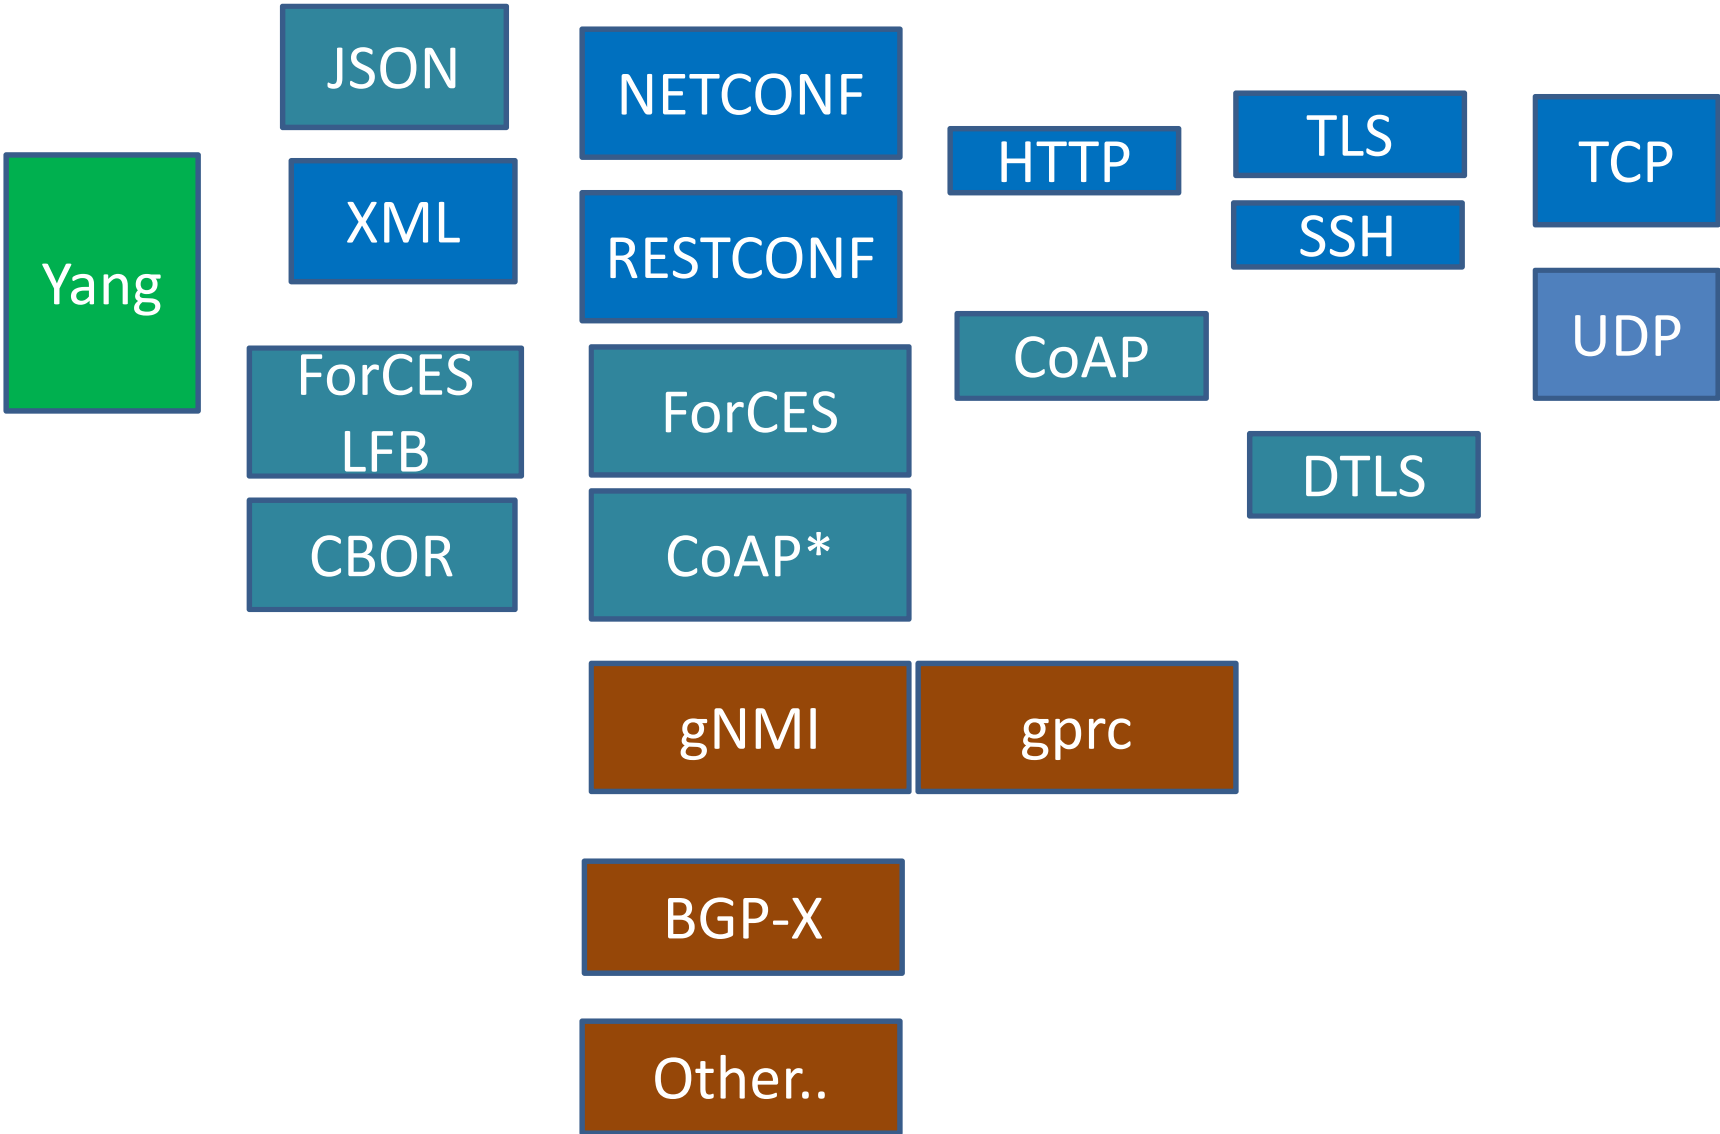 Yang
JSON
XML
ForCES
LFB
CBOR
NETCONF
RESTCONF
ForCES
CoAP*
gNMI
BGP-X
Other..
HTTP
CoAP
gprc
TLS
SSH
DTLS
TCP
UDP